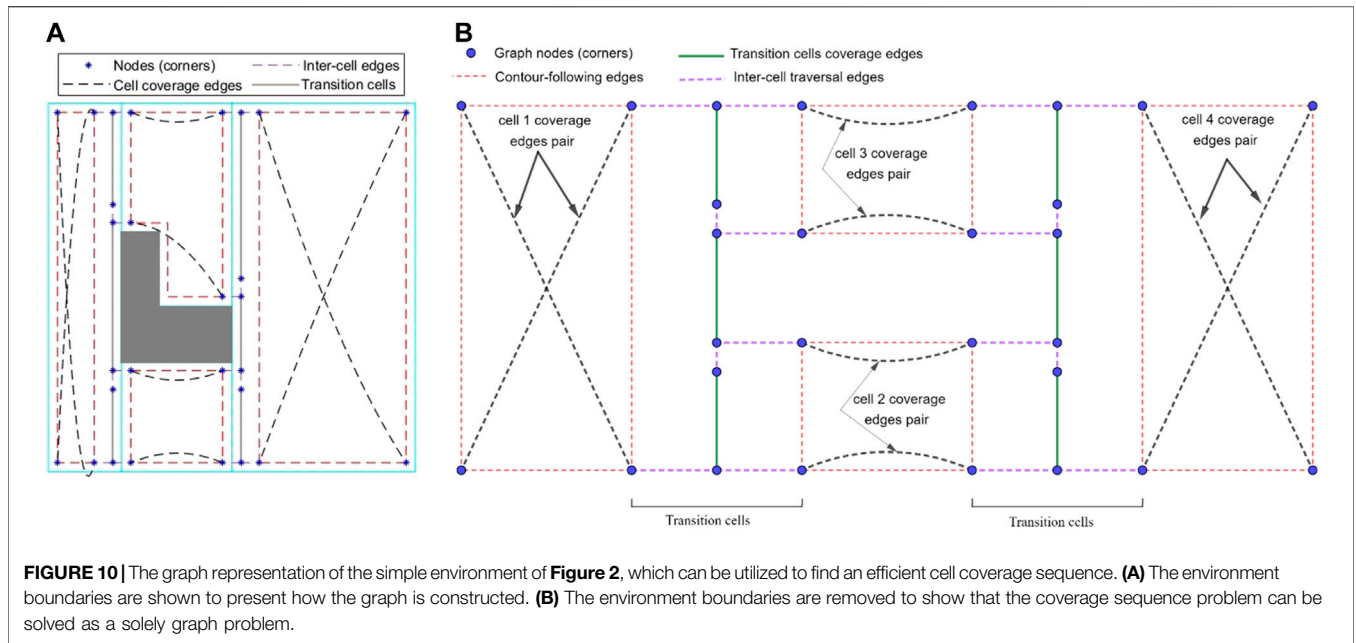 A
Nodes (corners)
Inter-cell edges
Cell coverage edges
Transition cells
B
Graph nodes (corners)
Transition cells coverage edges
Contour-following edges
Inter-cell traversal edges
cell 1 coverage
edges pair
cell 3 coverage
edges pair
cell 4 coverage
edges pair
cell 2 coverage
edges pair
Transition cells
Transition cells
FIGURE 10 | The graph representation of the simple environment of Figure 2, which can be utilized to find an efficient cell coverage sequence. (A) The environment
boundaries are shown to present how the graph is constructed. (B) The environment boundaries are removed to show that the coverage sequence problem can be
solved as a solely graph problem.